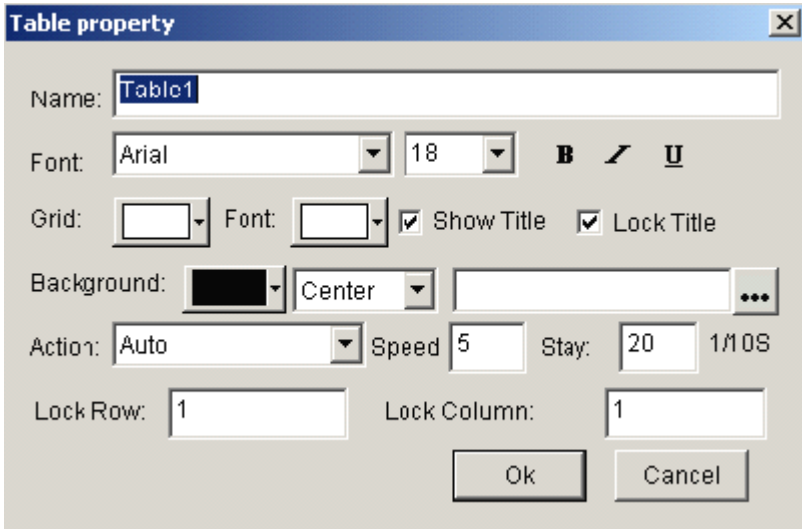 Table property
Name: Table1
Font: Arial 18 B I U
Grid: Font: Show Title Lock Title
Background: Center ...
Action: Auto Speed 5 Stay: 20 1/10S
Lock Row: 1 Lock Column: 1
Ok Cancel